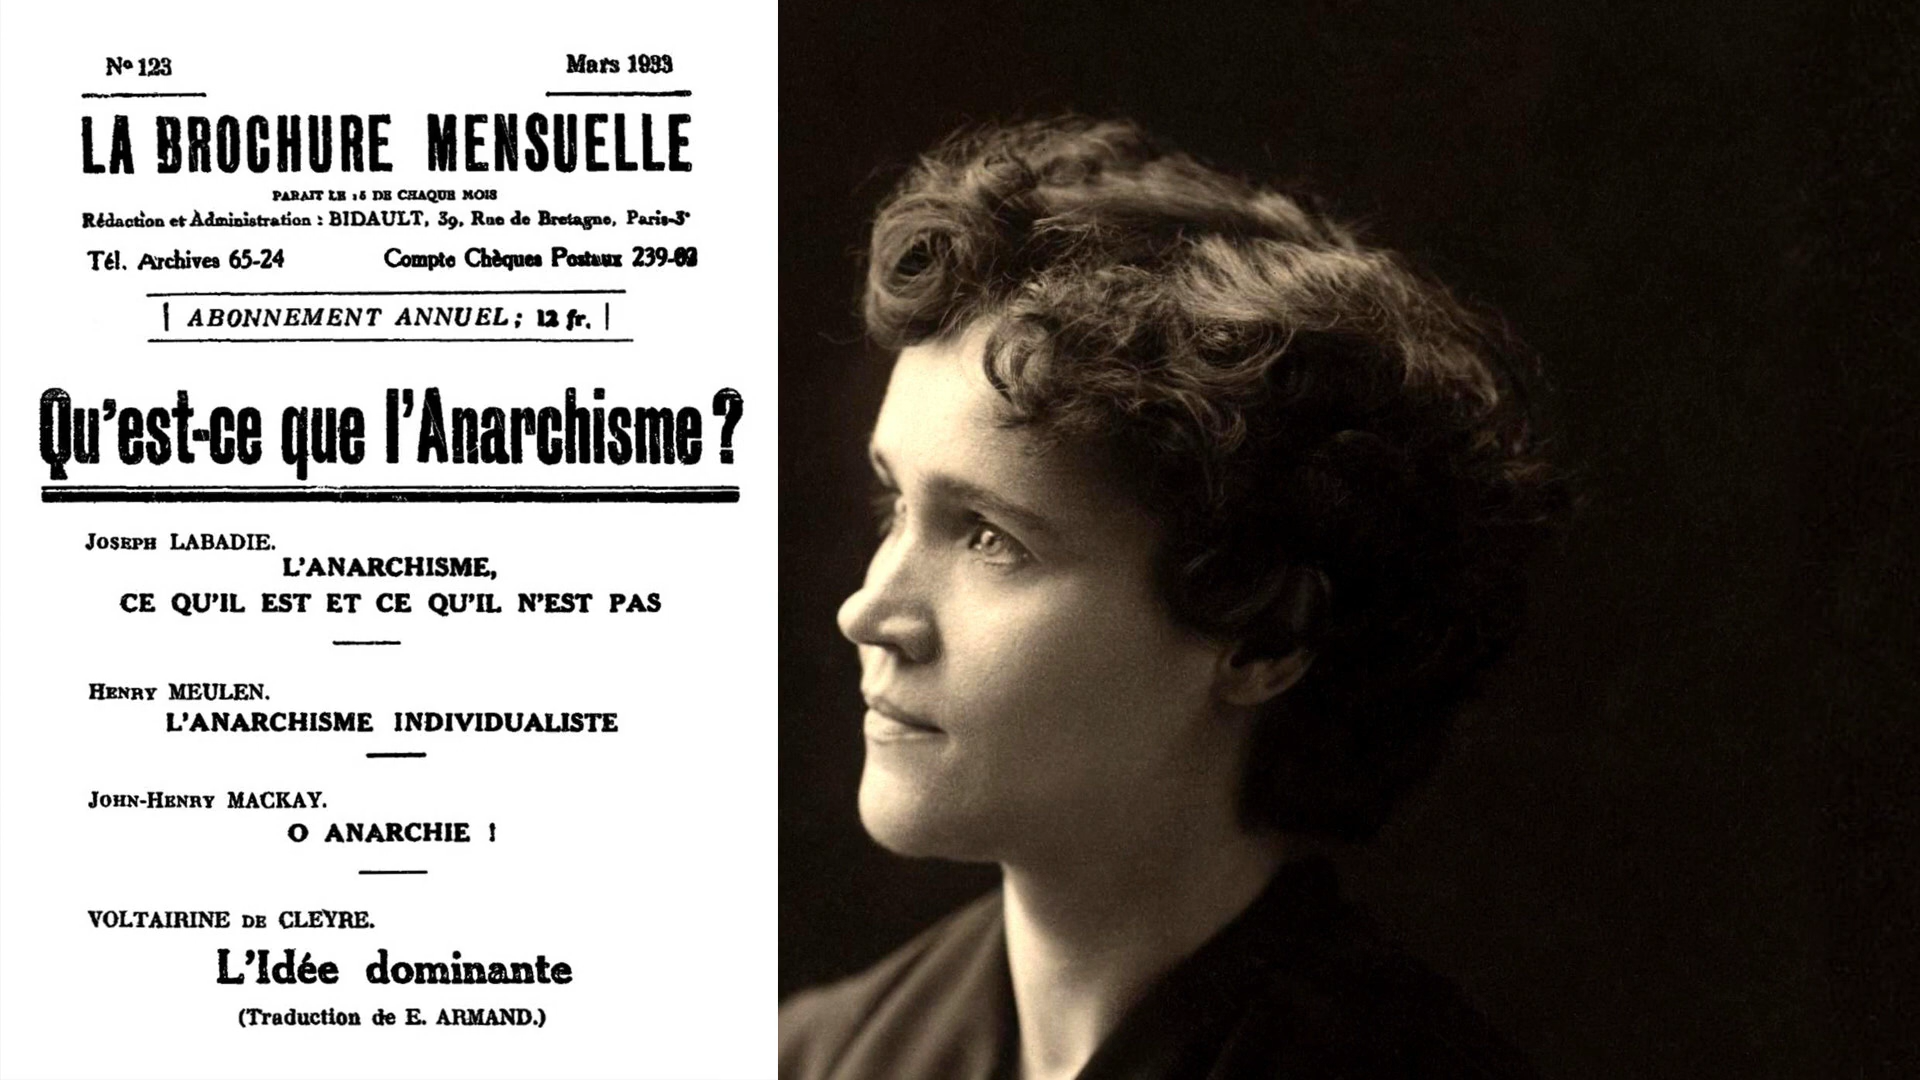 Nº 123
Mars 1933
LA BROCHURE MENSUELLE
PARAIT LE 15 DE CHAQUE MOIS
Rédaction et Administration : BIDAULT, 39, Rue de Bretagne, Paris-3e
Tél. Archives 65-24
Compte Chèques Postaux 239-02
ABONNEMENT ANNUEL ; 12 fr.
Qu'est-ce que l'Anarchisme ?
JOSEPH LABADIE.
L'ANARCHISME,
CE QU'IL EST ET CE QU'IL N'EST PAS
HENRY MEULEN.
L'ANARCHISME INDIVIDUALISTE
JOHN-HENRY MACKAY.
O ANARCHIE !
VOLTAIRINE DE CLEYRE.
L'Idée dominante
(Traduction de E. ARMAND.)